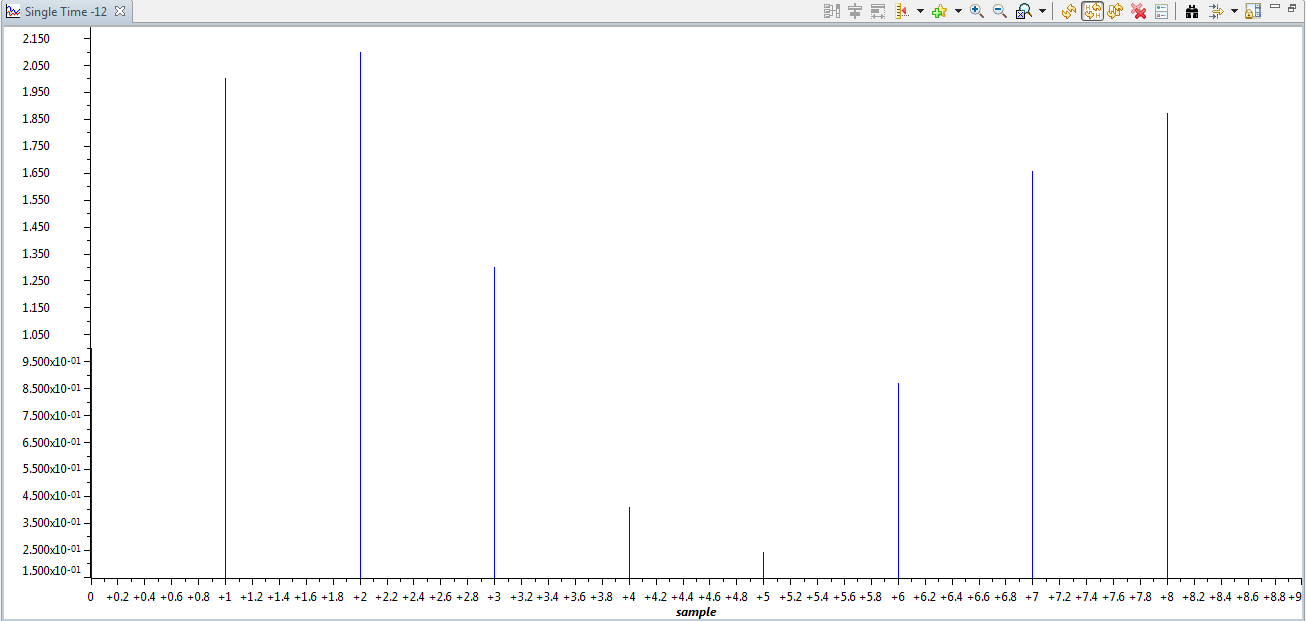 Single Time -12
2.150
2.050
1.950
1.850
1.750
1.650
1.550
1.450
1.350
1.250
1.150
1.050
9.500x10-01
8.500x10-01
7.500x10-01
6.500x10-01
5.500x10-01
4.500x10-01
3.500x10-01
2.500x10-01
1.500x10-01
0 +0.2 +0.4 +0.6 +0.8 +1 +1.2 +1.4 +1.6 +1.8 +2 +2.2 +2.4 +2.6 +2.8 +3 +3.2 +3.4 +3.6 +3.8 +4 +4.2 +4.4 +4.6 +4.8 +5 +5.2 +5.4 +5.6 +5.8 +6 +6.2 +6.4 +6.6 +6.8 +7 +7.2 +7.4 +7.6 +7.8 +8 +8.2 +8.4 +8.6 +8.8 +9
sample